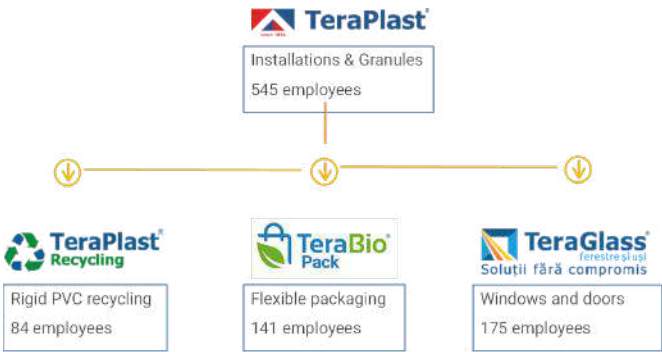 TeraPlast
Installations & Granules
545 employees
TeraPlast
Recycling
Rigid PVC recycling
84 employees
TeraBio
Pack
Flexible packaging
141 employees
TeraGlass
ferestre și uși
Soluții fără compromis
Windows and doors
175 employees